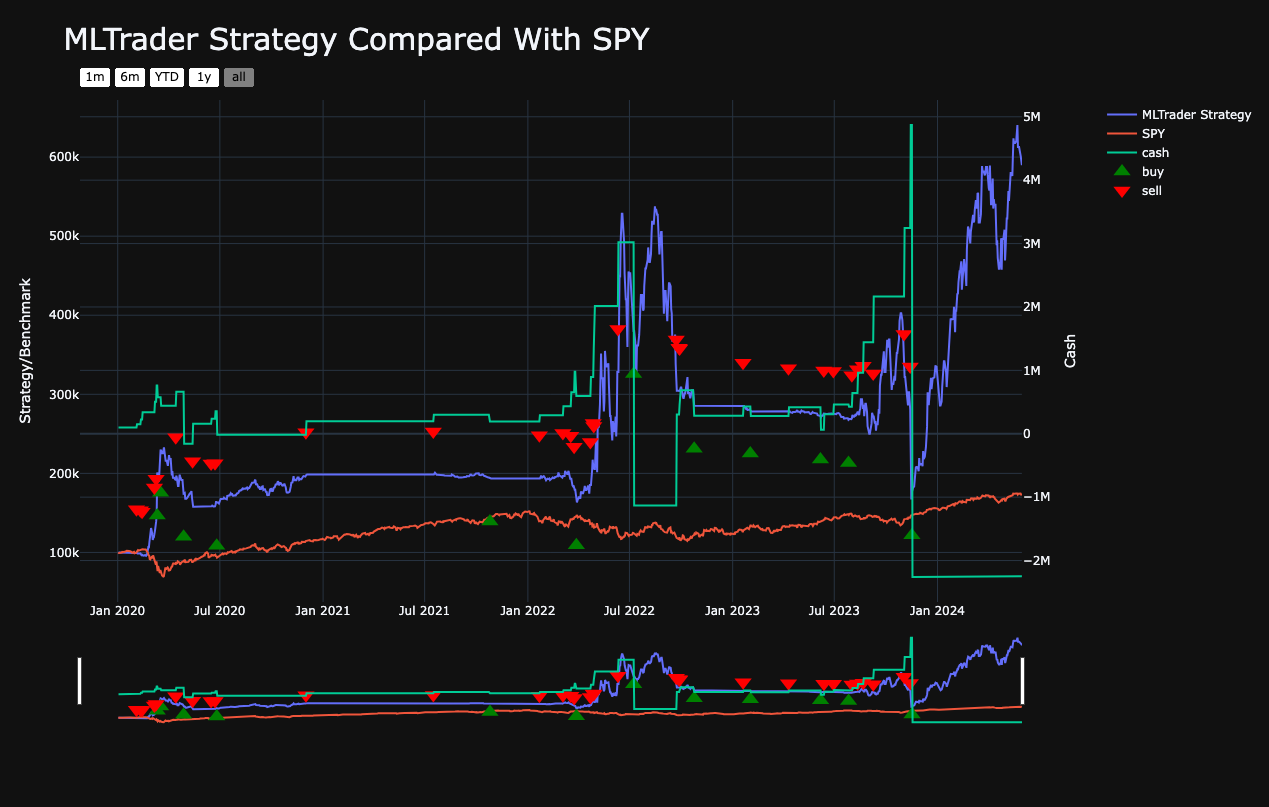 MLTrader Strategy Compared With SPY
1m 6m YTD 1y all
MLTrader Strategy
SPY
cash
buy
sell
Strategy/Benchmark
600k
500k
400k
300k
200k
100k
5M
4M
3M
2M
1M
0
−1M
−2M
Cash
Jan 2020 Jul 2020 Jan 2021 Jul 2021 Jan 2022 Jul 2022 Jan 2023 Jul 2023 Jan 2024